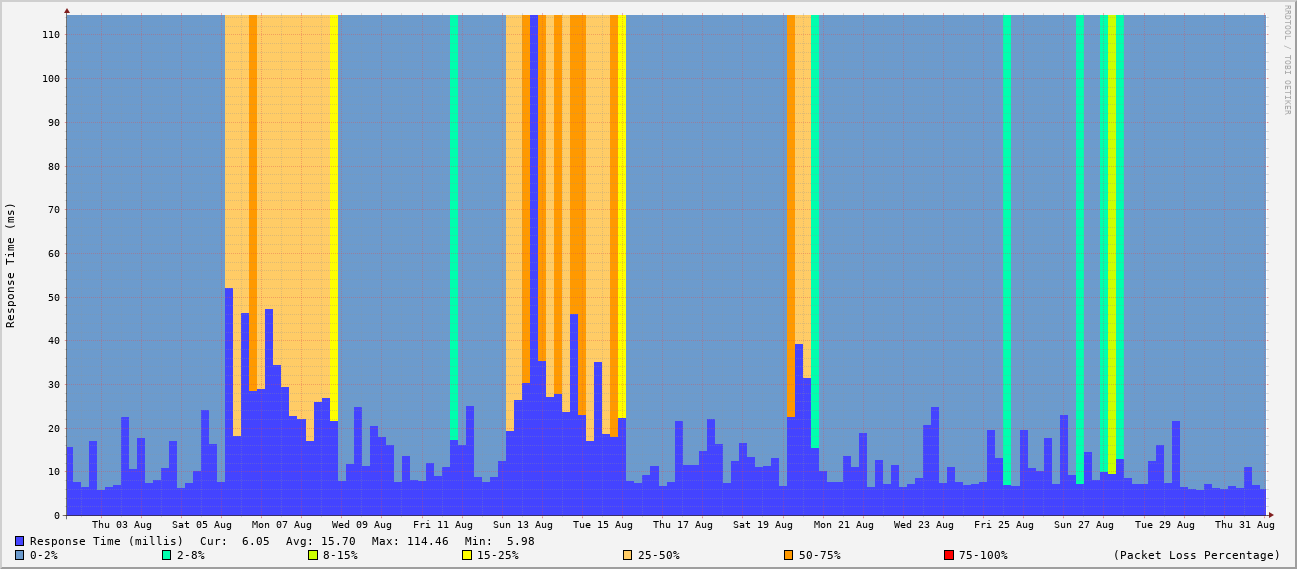 RRDTOOL / TOBI OETIKER
Response Time (ms)
110
100
90
80
70
60
50
40
30
20
10
0
Thu 03 Aug Sat 05 Aug Mon 07 Aug Wed 09 Aug Fri 11 Aug Sun 13 Aug Tue 15 Aug Thu 17 Aug Sat 19 Aug Mon 21 Aug Wed 23 Aug Fri 25 Aug Sun 27 Aug Tue 29 Aug Thu 31 Aug
Response Time (millis) Cur: 6.05 Avg: 15.70 Max: 114.46 Min: 5.98
0-2% 2-8% 8-15% 15-25% 25-50% 50-75% 75-100% (Packet Loss Percentage)